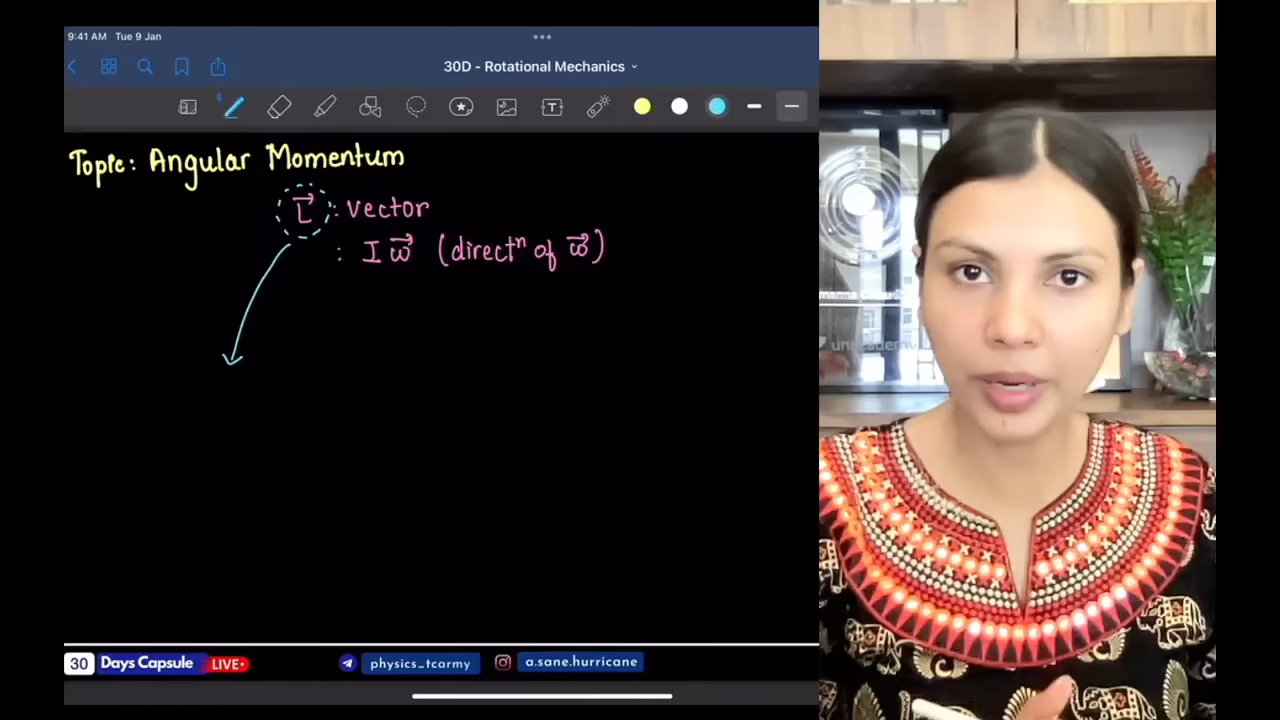 9:41 AM Tue 9 Jan
30D - Rotational Mechanics
Topic: Angular Momentum
L⃗ : vector
: I ω⃗ (directⁿ of ω⃗)
30 Days Capsule LIVE
physics_tcarmy
a.sane.hurricane